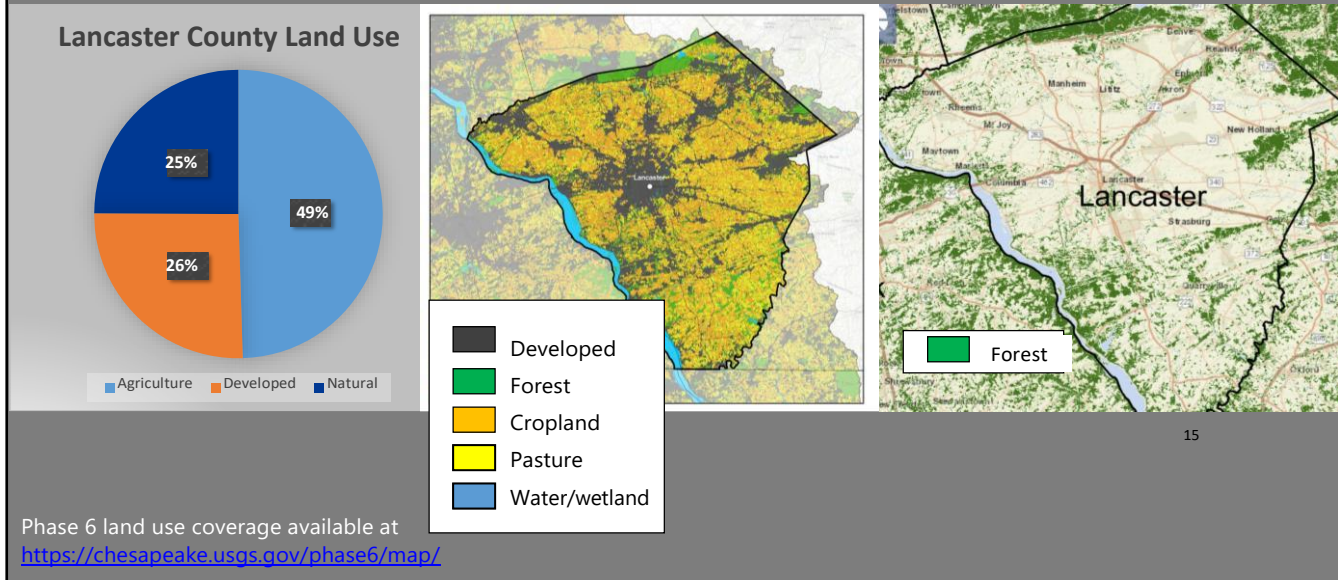 Lancaster County Land Use
25%
49%
26%
Agriculture Developed Natural
Lancaster
Developed
Forest
Cropland
Pasture
Water/wetland
Denve
Manheim
Lititz
Akron
Rheems
Mt Joy
New Holland
Maytown
Columbia
Lancaster
Lancaster
Strasburg
Forest
15
Phase 6 land use coverage available at
https://chesapeake.usgs.gov/phase6/map/